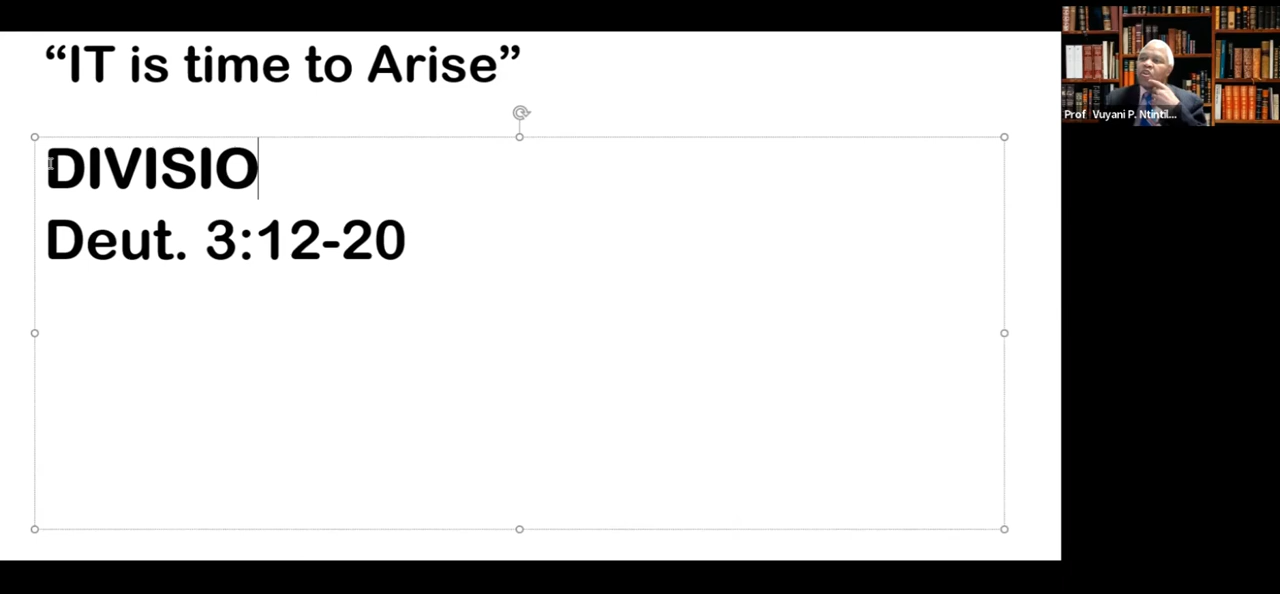 “IT is time to Arise”
DIVISIO
Deut. 3:12-20
Prof Vuyani P. Ntintil...